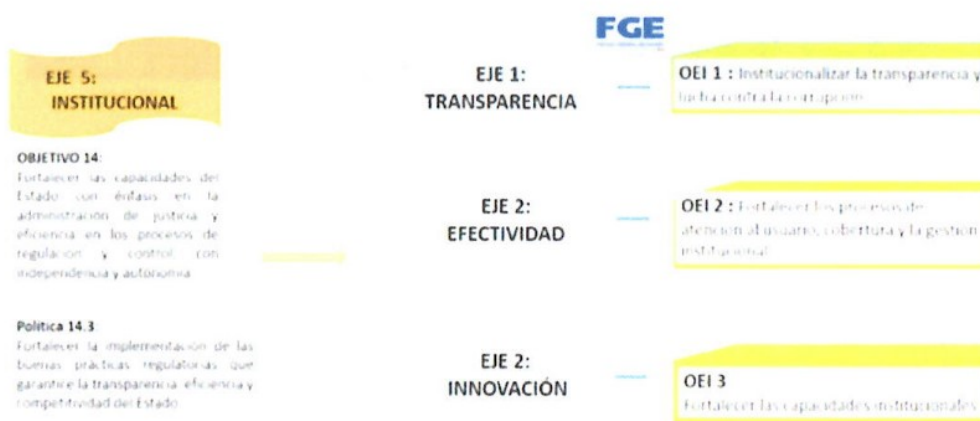 FGE
EJE 5:
INSTITUCIONAL
OBJETIVO 14:
Fortalecer las capacidades del
Estado con énfasis en la
administración de justicia y
eficiencia en los procesos de
regulación y control, con
independencia y autonomía
Política 14.3
Fortalecer la implementación de las
buenas prácticas regulatorias que
garantice la transparencia, eficiencia y
competitividad del Estado
EJE 1:
TRANSPARENCIA
OEI 1 : Institucionalizar la transparencia y
lucha contra la corrupción
EJE 2:
EFECTIVIDAD
OEI 2 : Fortalecer los procesos de
atención al usuario, cobertura y la gestión
institucional
EJE 2:
INNOVACIÓN
OEI 3
Fortalecer las capacidades institucionales